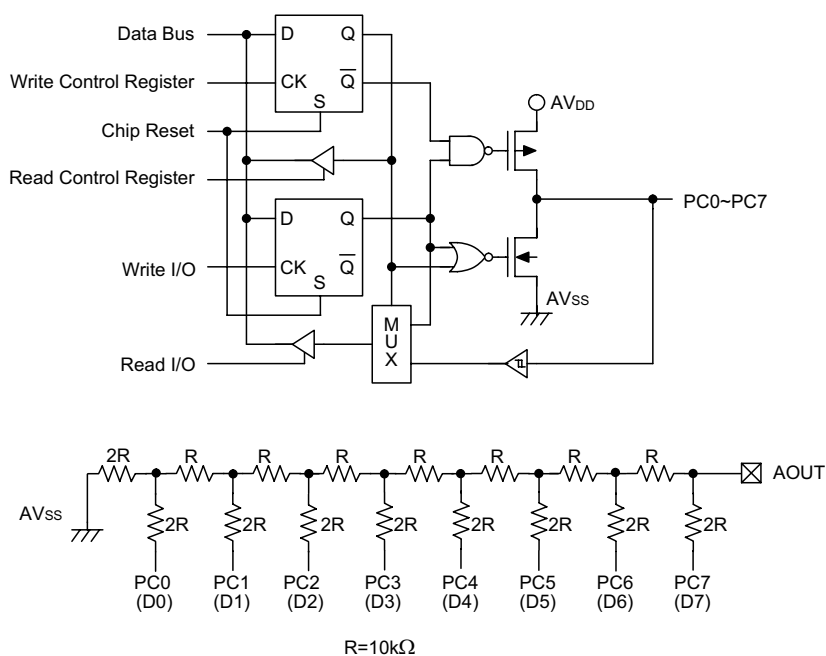 Data Bus
D
Q
Write Control Register
CK
Q
S
AVDD
Chip Reset
Read Control Register
PC0~PC7
D
Q
Write I/O
CK
Q
S
AVSS
M
U
X
Read I/O
2R R R R R R R R
AOUT
AVSS
2R 2R 2R 2R 2R 2R 2R 2R
PC0 PC1 PC2 PC3 PC4 PC5 PC6 PC7
(D0) (D1) (D2) (D3) (D4) (D5) (D6) (D7)
R=10kΩ